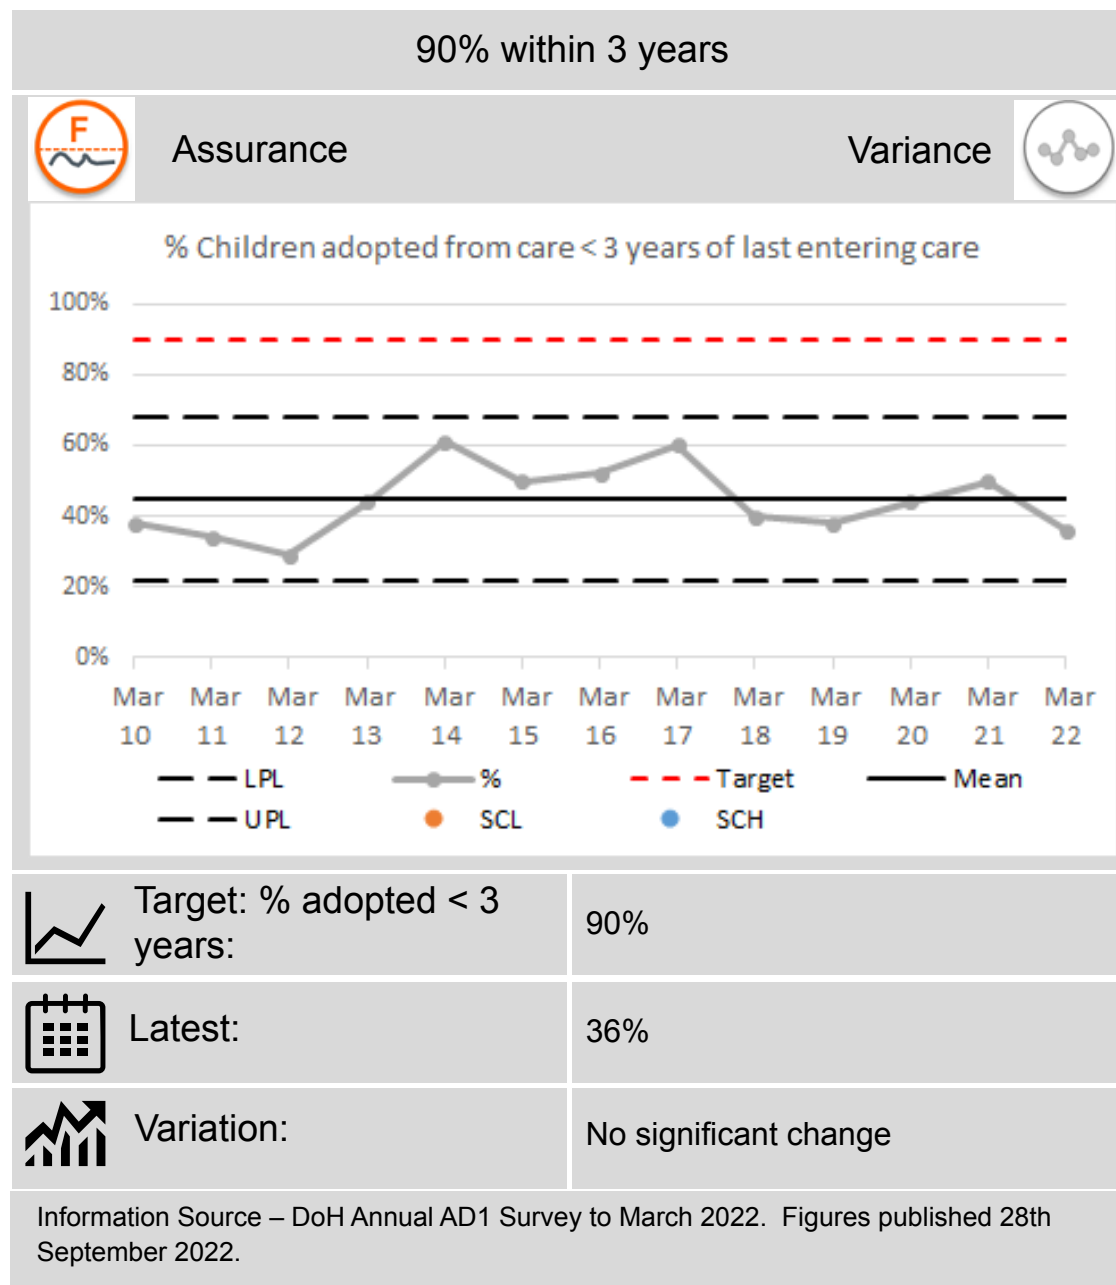 90% within 3 years
F
Assurance
Variance
% Children adopted from care < 3 years of last entering care
100%
80%
60%
40%
20%
0%
Mar Mar Mar Mar Mar Mar Mar Mar Mar Mar Mar Mar Mar
10 11 12 13 14 15 16 17 18 19 20 21 22
LPL % Target Mean
UPL SCL SCH
Target: % adopted < 3
years:
90%
Latest:
36%
Variation:
No significant change
Information Source – DoH Annual AD1 Survey to March 2022.  Figures published 28th
September 2022.